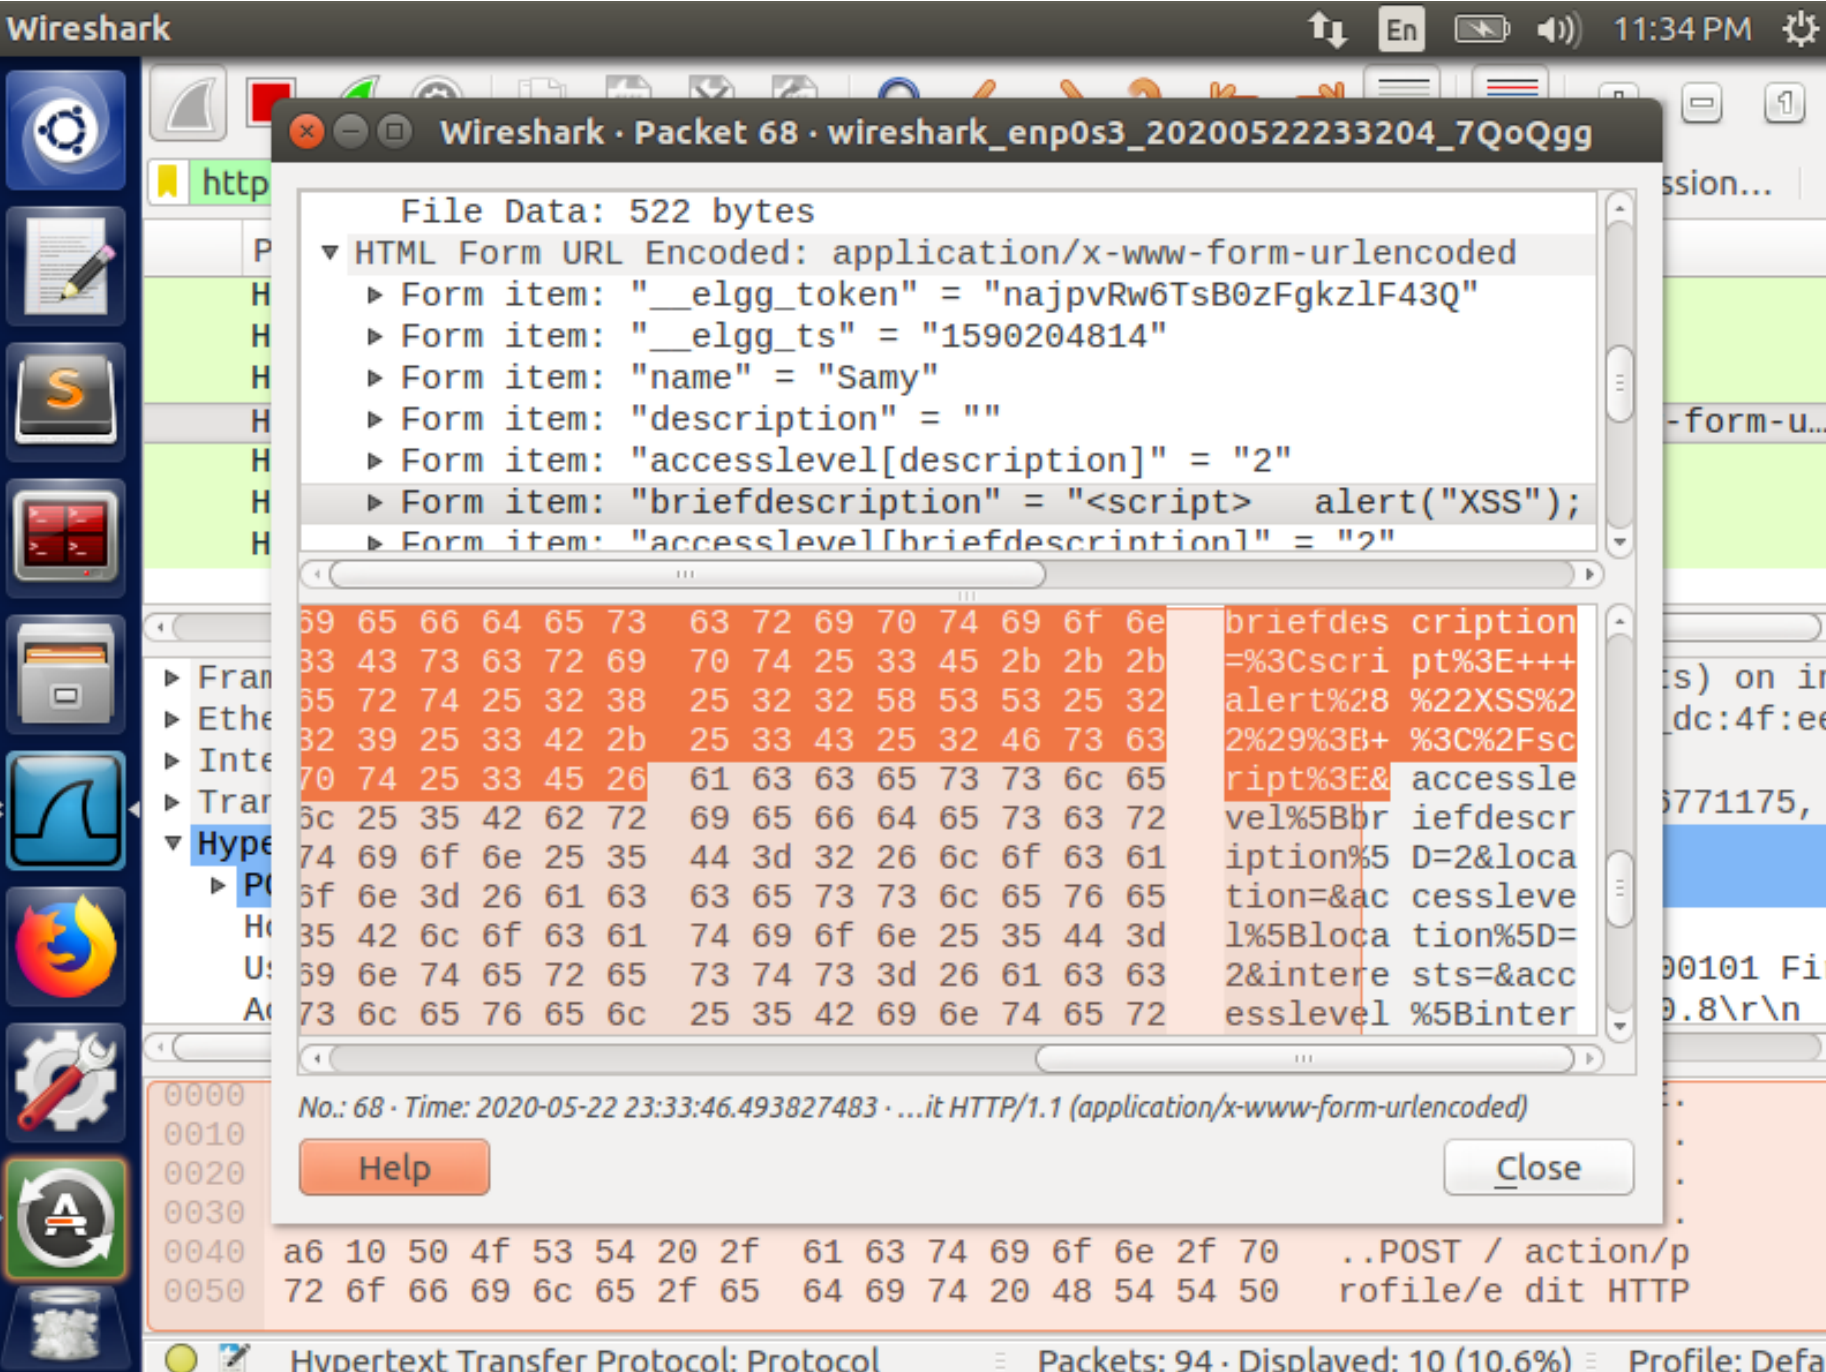 Wireshark
En
11:34 PM
Wireshark · Packet 68 · wireshark_enp0s3_20200522233204_7QoQgg
http
ssion…
File Data: 522 bytes
HTML Form URL Encoded: application/x-www-form-urlencoded
Form item: "__elgg_token" = "najpvRw6TsB0zFgkzlF43Q"
Form item: "__elgg_ts" = "1590204814"
Form item: "name" = "Samy"
Form item: "description" = ""
-form-u…
Form item: "accesslevel[description]" = "2"
Form item: "briefdescription" = "<script>   alert("XSS");
Form item: "accesslevel[briefdescription]" = "2"
69 65 66 64 65 73 63 72 69 70 74 69 6f 6e briefdes cription
33 43 73 63 72 69 70 74 25 33 45 2b 2b 2b =%3Cscri pt%3E+++
65 72 74 25 32 38 25 32 32 58 53 53 25 32 alert%28 %22XSS%2
32 39 25 33 42 2b 25 33 43 25 32 46 73 63 2%29%3B+ %3C%2Fsc
70 74 25 33 45 26 61 63 63 65 73 73 6c 65 ript%3E& accessle
6c 25 35 42 62 72 69 65 66 64 65 73 63 72 vel%5Bbr iefdescr
74 69 6f 6e 25 35 44 3d 32 26 6c 6f 63 61 iption%5 D=2&loca
6f 6e 3d 26 61 63 63 65 73 73 6c 65 76 65 tion=&ac cessleve
35 42 6c 6f 63 61 74 69 6f 6e 25 35 44 3d l%5Bloca tion%5D=
69 6e 74 65 72 65 73 74 73 3d 26 61 63 63 2&intere sts=&acc
73 6c 65 76 65 6c 25 35 42 69 6e 74 65 72 esslevel %5Binter
Fram
s) on in
Ethe
_dc:4f:ee
Inte
Tran
6771175,
Hype
PO
Ho
Us
00101 Fi
Ac
0.8\r\n
No.: 68 · Time: 2020-05-22 23:33:46.493827483 · …it HTTP/1.1 (application/x-www-form-urlencoded)
Help
Close
0000
0010
0020
0030
0040 a6 10 50 4f 53 54 20 2f 61 63 74 69 6f 6e 2f 70 ..POST / action/p
0050 72 6f 66 69 6c 65 2f 65 64 69 74 20 48 54 54 50 rofile/e dit HTTP
Hypertext Transfer Protocol: Protocol
Packets: 94 · Displayed: 10 (10.6%)
Profile: Defa